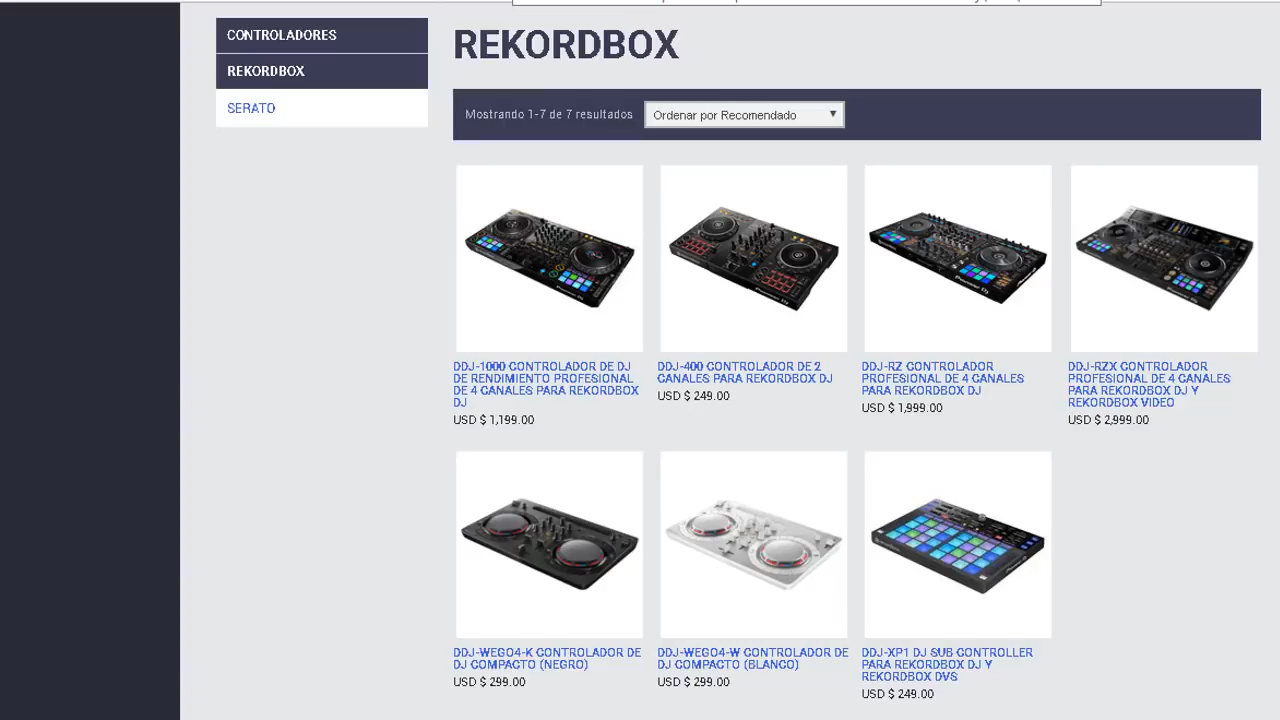 CONTROLADORES
REKORDBOX
SERATO
REKORDBOX
Mostrando 1-7 de 7 resultados
Ordenar por Recomendado
DDJ-1000 CONTROLADOR DE DJ
DE RENDIMIENTO PROFESIONAL
DE 4 CANALES PARA REKORDBOX
DJ
USD $ 1,199.00
DDJ-400 CONTROLADOR DE 2
CANALES PARA REKORDBOX DJ
USD $ 249.00
DDJ-RZ CONTROLADOR
PROFESIONAL DE 4 CANALES
PARA REKORDBOX DJ
USD $ 1,999.00
DDJ-RZX CONTROLADOR
PROFESIONAL DE 4 CANALES
PARA REKORDBOX DJ Y
REKORDBOX VIDEO
USD $ 2,999.00
DDJ-WEGO4-K CONTROLADOR DE
DJ COMPACTO (NEGRO)
USD $ 299.00
DDJ-WEGO4-W CONTROLADOR DE
DJ COMPACTO (BLANCO)
USD $ 299.00
DDJ-XP1 DJ SUB CONTROLLER
PARA REKORDBOX DJ Y
REKORDBOX DVS
USD $ 249.00